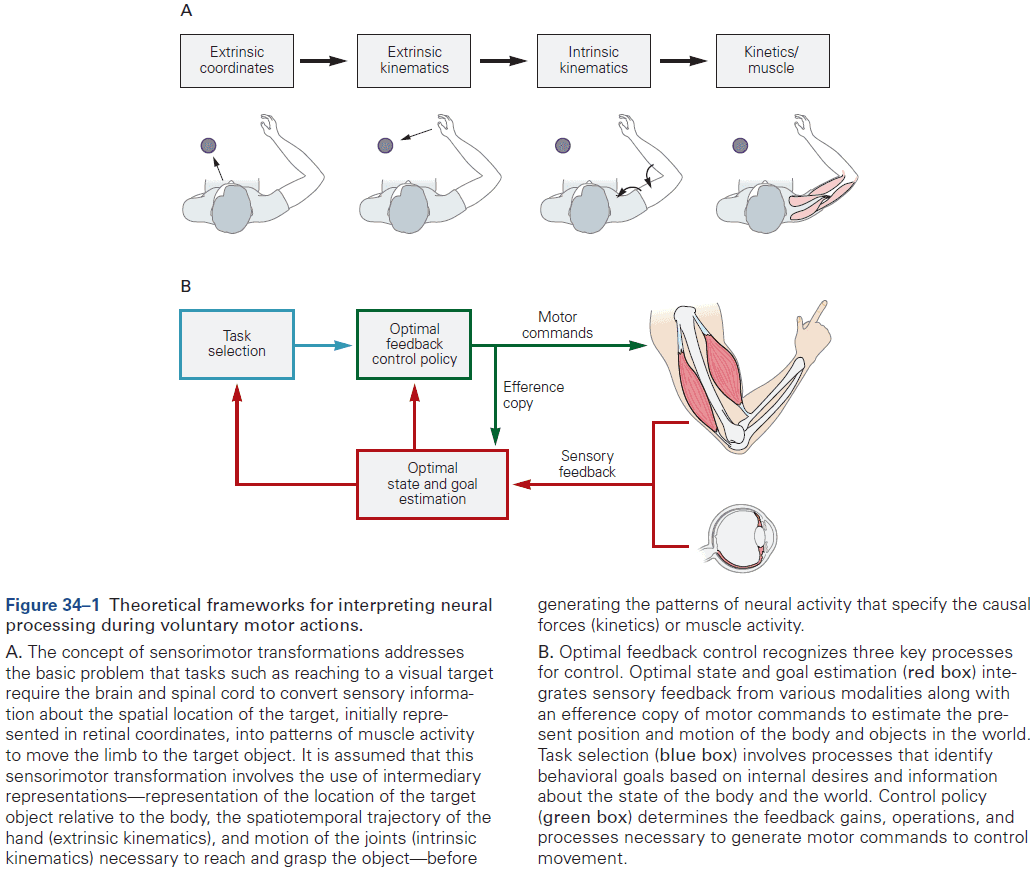 A
Extrinsic
coordinates
Extrinsic
kinematics
Intrinsic
kinematics
Kinetics/
muscle
B
Task
selection
Optimal
feedback
control policy
Motor
commands
Efference
copy
Optimal
state and goal
estimation
Sensory
feedback
Figure 34–1 Theoretical frameworks for interpreting neural
processing during voluntary motor actions.
A. The concept of sensorimotor transformations addresses
the basic problem that tasks such as reaching to a visual target
require the brain and spinal cord to convert sensory informa-
tion about the spatial location of the target, initially repre-
sented in retinal coordinates, into patterns of muscle activity
to move the limb to the target object. It is assumed that this
sensorimotor transformation involves the use of intermediary
representations—representation of the location of the target
object relative to the body, the spatiotemporal trajectory of the
hand (extrinsic kinematics), and motion of the joints (intrinsic
kinematics) necessary to reach and grasp the object—before
generating the patterns of neural activity that specify the causal
forces (kinetics) or muscle activity.
B. Optimal feedback control recognizes three key processes
for control. Optimal state and goal estimation (red box) inte-
grates sensory feedback from various modalities along with
an efference copy of motor commands to estimate the pre-
sent position and motion of the body and objects in the world.
Task selection (blue box) involves processes that identify
behavioral goals based on internal desires and information
about the state of the body and the world. Control policy
(green box) determines the feedback gains, operations, and
processes necessary to generate motor commands to control
movement.